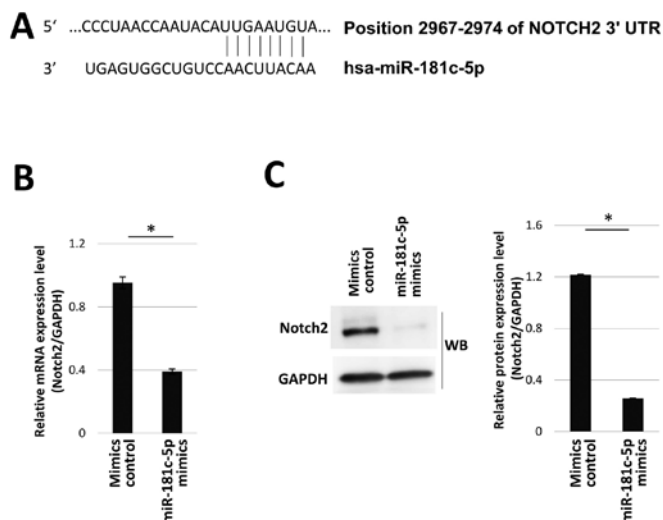 A
5' ...CCCUAACCAAUACAUUGAAUGUA... Position 2967-2974 of NOTCH2 3' UTR
3' UGAGUGGCUGUCCAACUUACAA hsa-miR-181c-5p
B
*
Relative mRNA expression level
(Notch2/GAPDH)
1.2
0.8
0.4
0
Mimics
control
miR-181c-5p
mimics
C
Mimics
control
miR-181c-5p
mimics
Notch2
GAPDH
WB
*
Relative protein expression level
(Notch2/GAPDH)
1.6
1.2
0.8
0.4
0
Mimics
control
miR-181c-5p
mimics